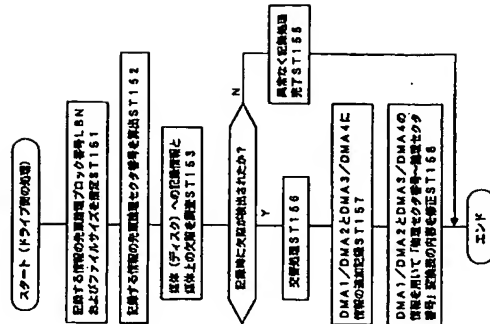 スタート（ドライブ側の処理）
記録する情報の先頭論理ブロック番号LBN
およびファイルサイズを指定ST151
記録する情報の先頭論理セクタ番号を算出ST152
媒体（ディスク）への記録情報と
媒体上の欠陥を調査ST153
記録時に欠陥が検出されたか？
N
異常なく記録処理
完了ST155
Y
交替処理ST156
DMA1/DMA2とDMA3/DMA4に
情報の追加記録ST157
DMA1/DMA2とDMA3/DMA4の
情報を用いて「物理セクタ番号～論理セクタ
番号」変換表の内容を修正ST158
エンド